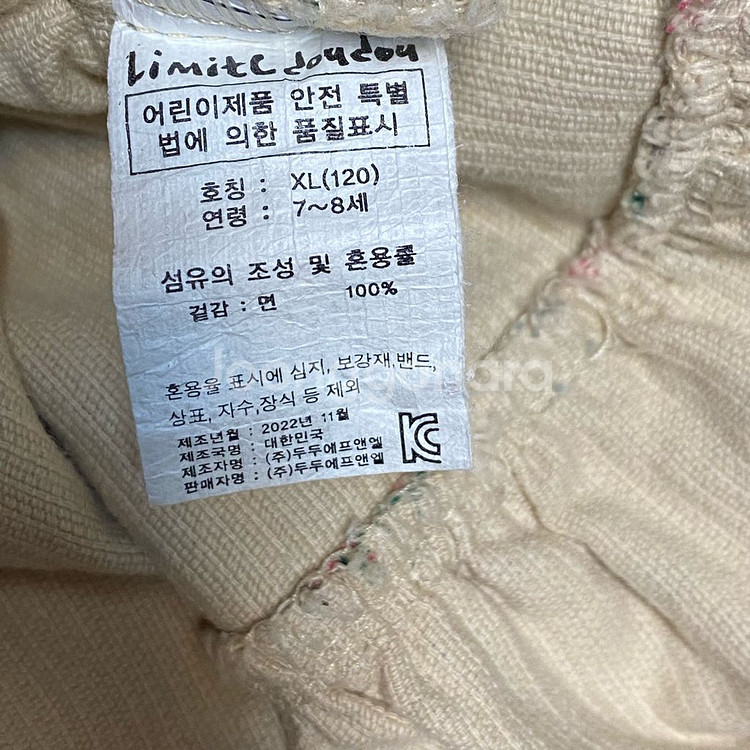 Limite doudou
어린이제품 안전 특별
법에 의한 품질표시
호칭 : XL(120)
연령 : 7~8세
섬유의 조성 및 혼용률
겉감 : 면 100%
혼용율 표시에 심지, 보강재,밴드,
상표, 자수,장식 등 제외
제조년월 : 2022년 11월
제조국명 : 대한민국
제조자명 : (주)두두에프앤엘
판매자명 : (주)두두에프앤엘
KC